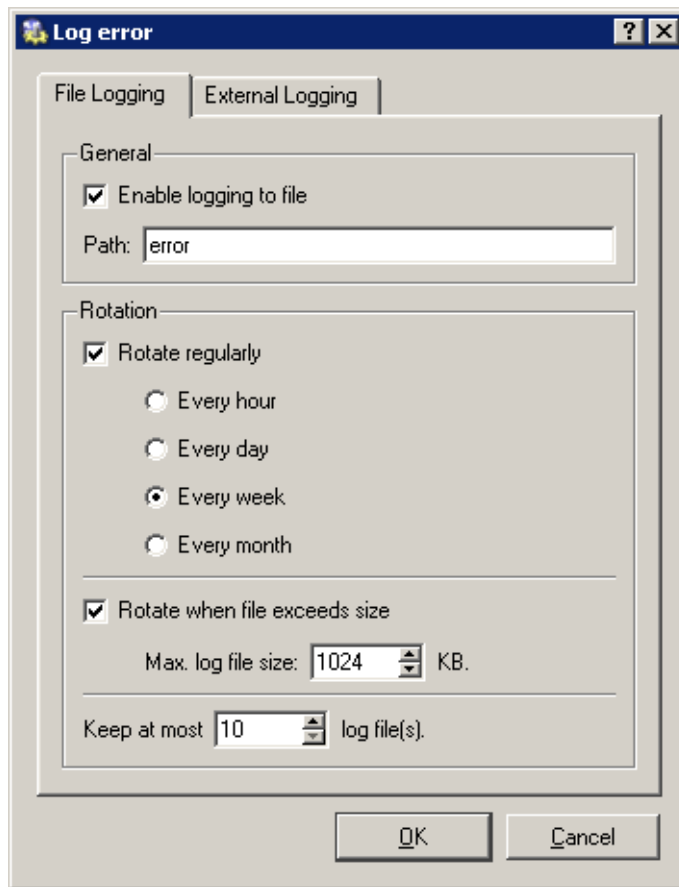 Log error
File Logging
External Logging
General
Enable logging to file
Path: error
Rotation
Rotate regularly
Every hour
Every day
Every week
Every month
Rotate when file exceeds size
Max. log file size: 1024 KB.
Keep at most 10 log file(s).
OK
Cancel